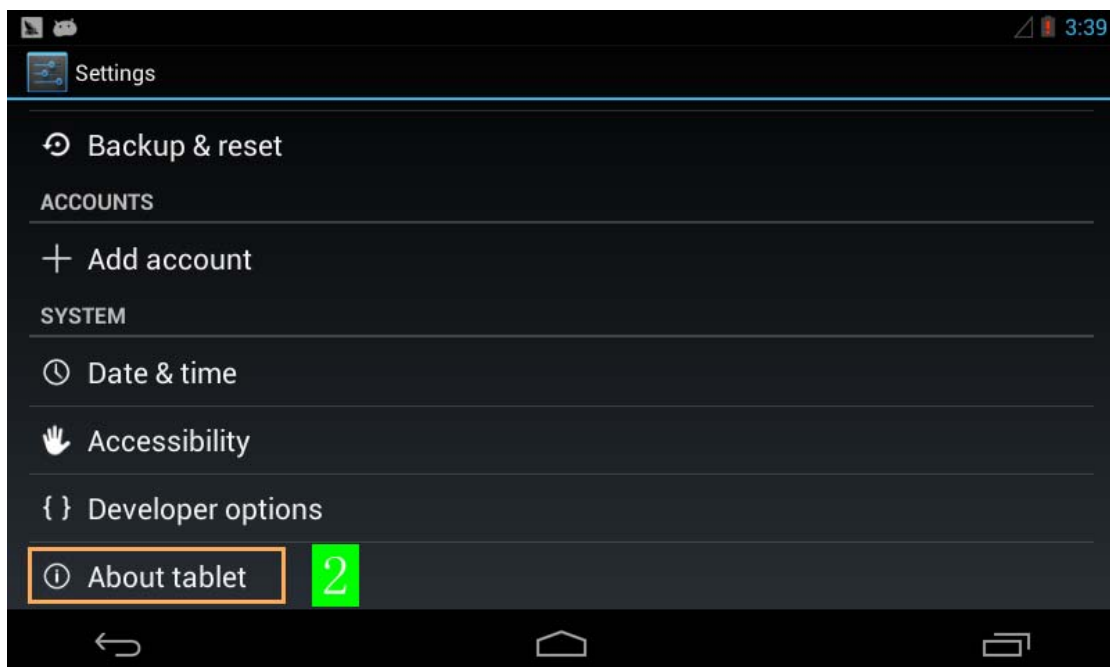 3:39
Settings
Backup & reset
ACCOUNTS
Add account
SYSTEM
Date & time
Accessibility
{ } Developer options
About tablet 2